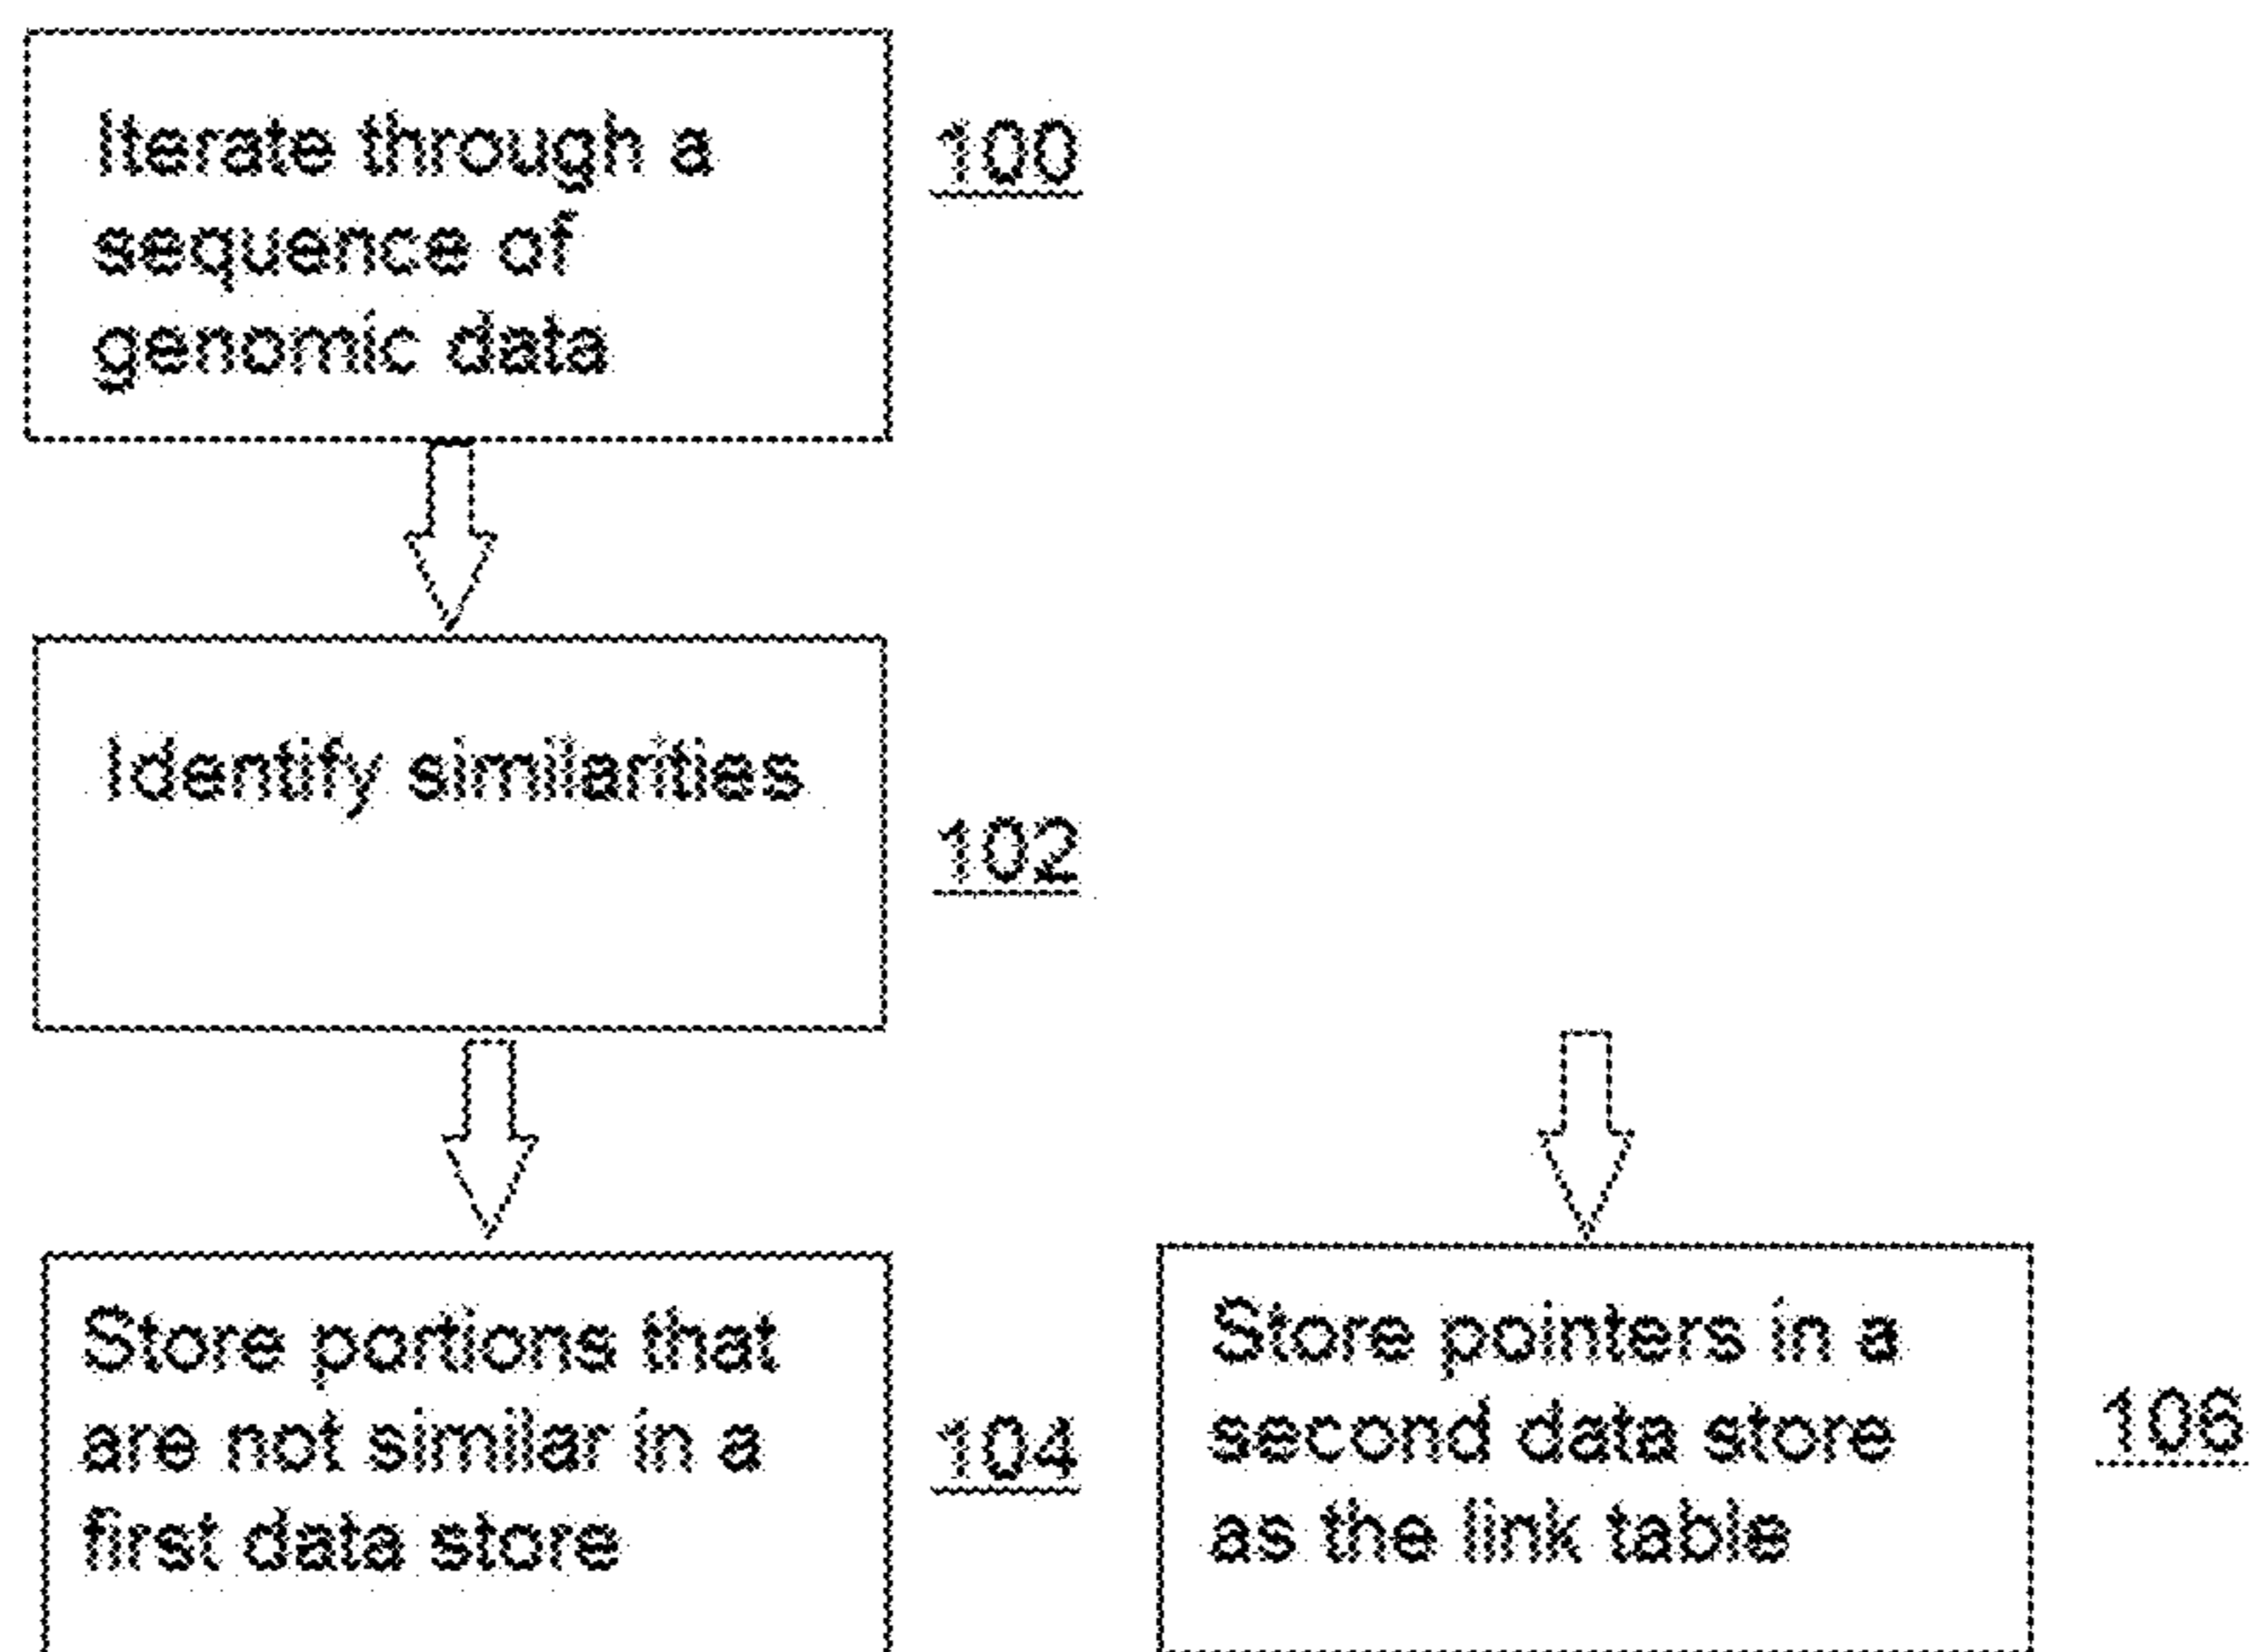 Iterate through a
sequence of
genomic data
100
Identify similarities
102
Store portions that
are not similar in a
first data store
104
Store pointers in a
second data store
as the link table
106